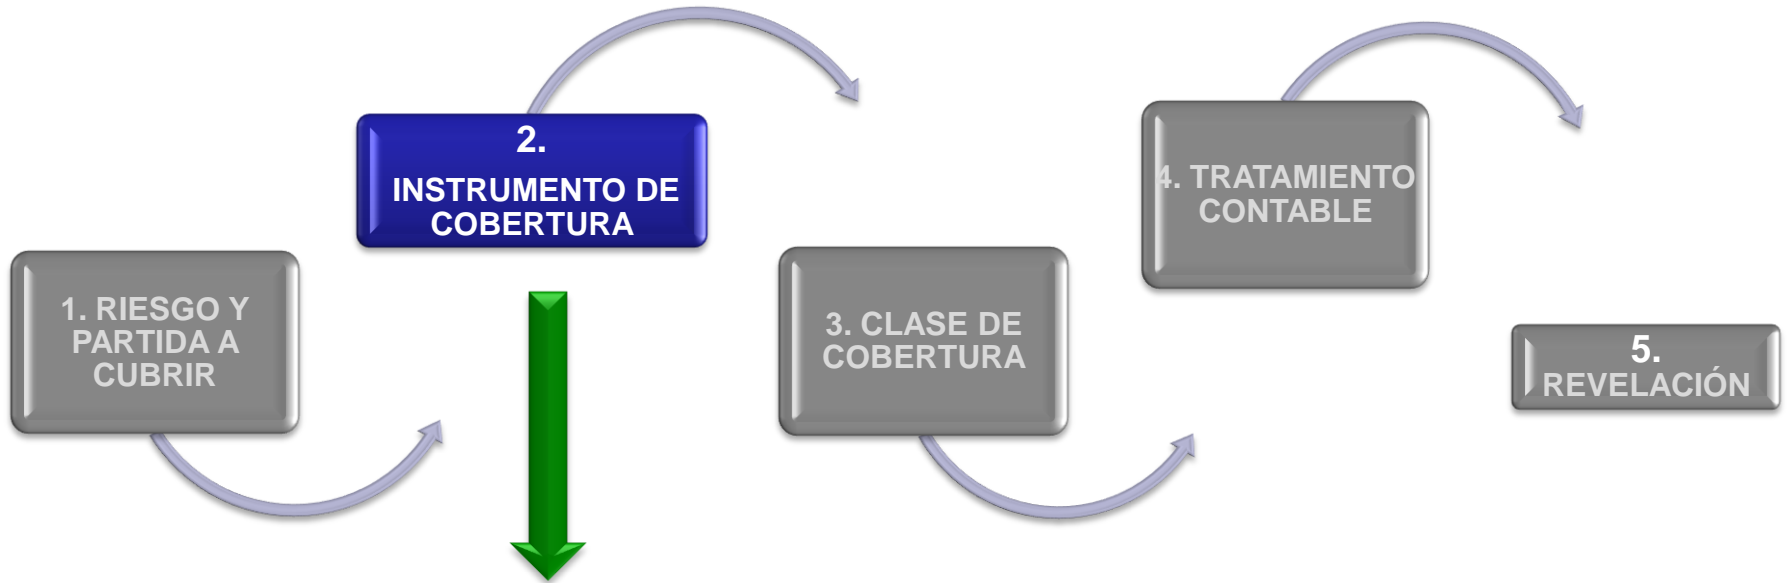 1. RIESGO Y
PARTIDA A
CUBRIR
2.
INSTRUMENTO DE
COBERTURA
3. CLASE DE
COBERTURA
4. TRATAMIENTO
CONTABLE
5.
REVELACIÓN